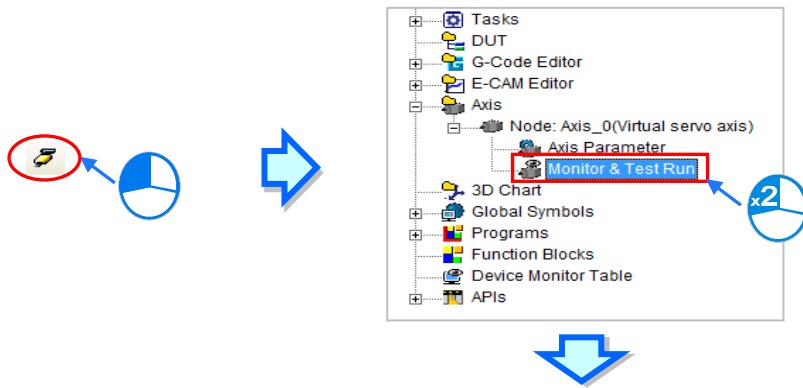 Tasks
DUT
G-Code Editor
E-CAM Editor
Axis
Node: Axis_0(Virtual servo axis)
Axis Parameter
Monitor & Test Run
x2
3D Chart
Global Symbols
Programs
Function Blocks
Device Monitor Table
APIs